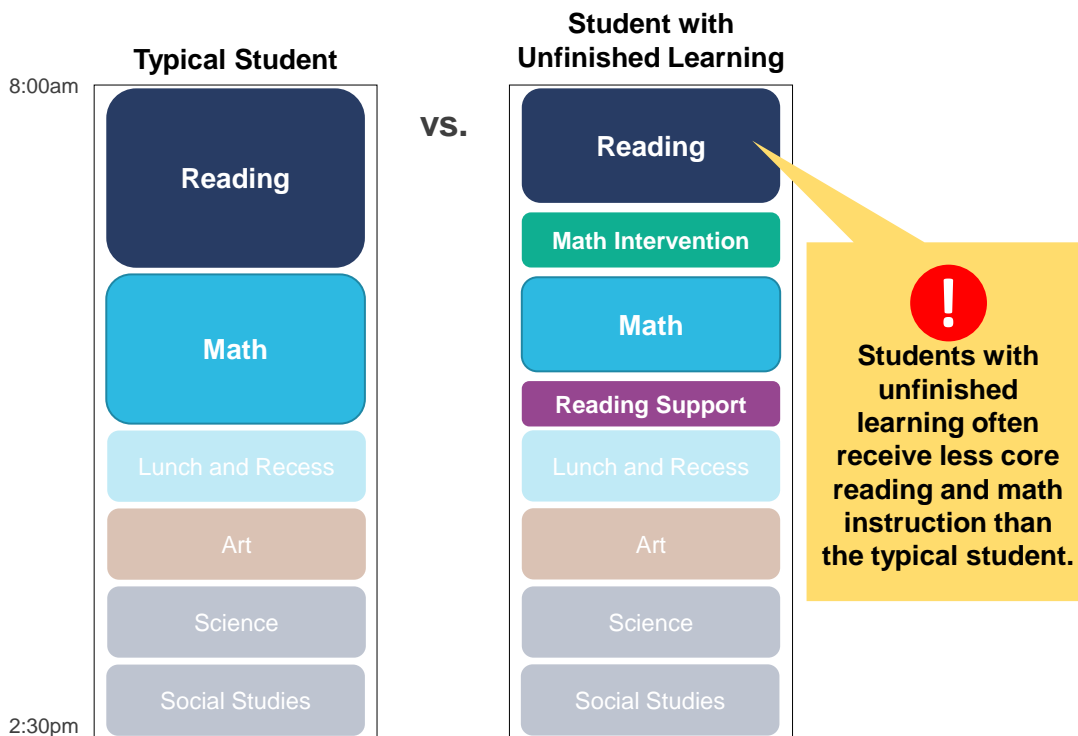 Typical Student
Student with
Unfinished Learning
8:00am
vs.
Reading
Math
Lunch and Recess
Art
Science
Social Studies
2:30pm
Reading
Math Intervention
Math
Reading Support
Lunch and Recess
Art
Science
Social Studies
!
Students with
unfinished
learning often
receive less core
reading and math
instruction than
the typical student.